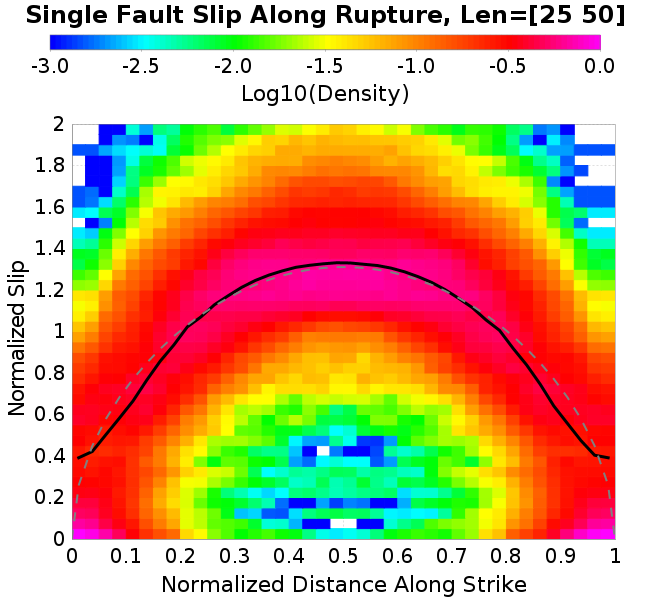 Single Fault Slip Along Rupture, Len=[25 50]
-3.0 -2.5 -2.0 -1.5 -1.0 -0.5 0.0
Log10(Density)
2
1.8
1.6
1.4
1.2
1
0.8
0.6
0.4
0.2
0
Normalized Slip
0 0.1 0.2 0.3 0.4 0.5 0.6 0.7 0.8 0.9 1
Normalized Distance Along Strike